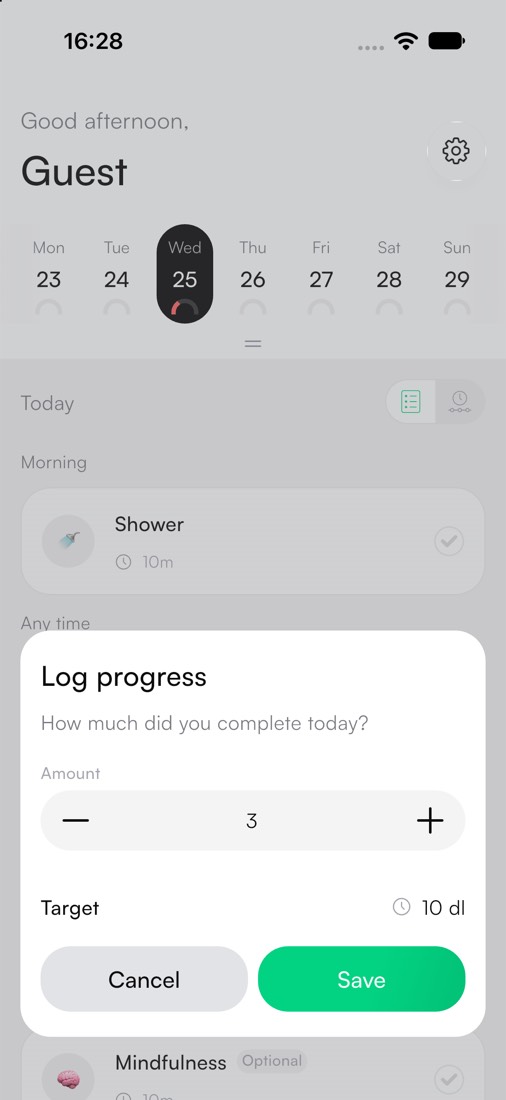 16:28
Good afternoon,
Guest
Mon Tue Wed Thu Fri Sat Sun
23 24 25 26 27 28 29
Today
Morning
Shower
10m
Any time
Log progress
How much did you complete today?
Amount
3
Target 10 dl
Cancel Save
Mindfulness Optional
10m